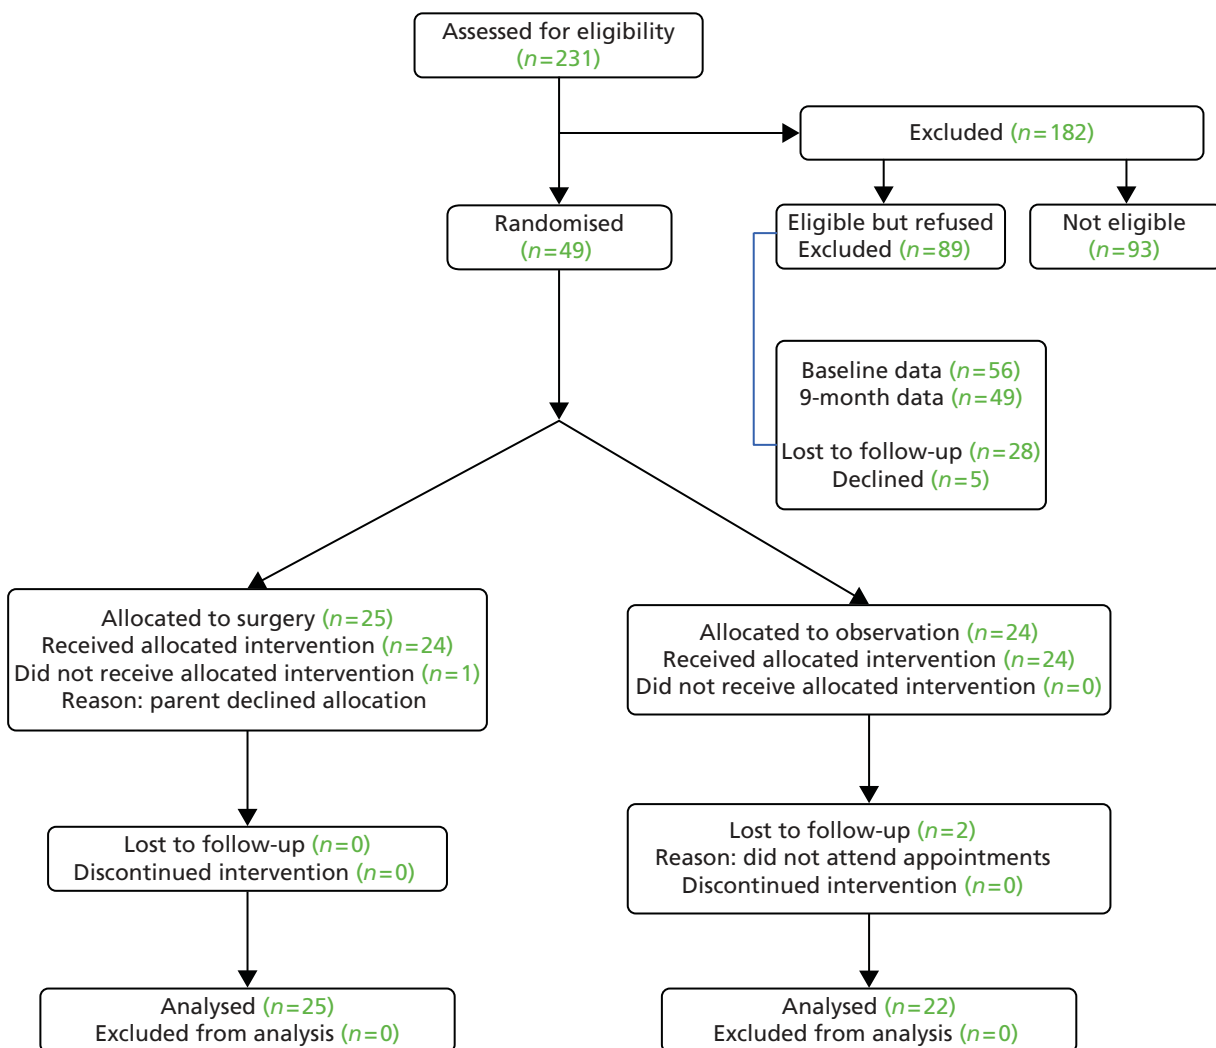 Assessed for eligibility
(n=231)
Excluded (n=182)
Randomised
(n=49)
Eligible but refused
Excluded (n=89)
Not eligible
(n=93)
Baseline data (n=56)
9-month data (n=49)
Lost to follow-up (n=28)
Declined (n=5)
Allocated to surgery (n=25)
Received allocated intervention (n=24)
Did not receive allocated intervention (n=1)
Reason: parent declined allocation
Allocated to observation (n=24)
Received allocated intervention (n=24)
Did not receive allocated intervention (n=0)
Lost to follow-up (n=0)
Discontinued intervention (n=0)
Lost to follow-up (n=2)
Reason: did not attend appointments
Discontinued intervention (n=0)
Analysed (n=25)
Excluded from analysis (n=0)
Analysed (n=22)
Excluded from analysis (n=0)